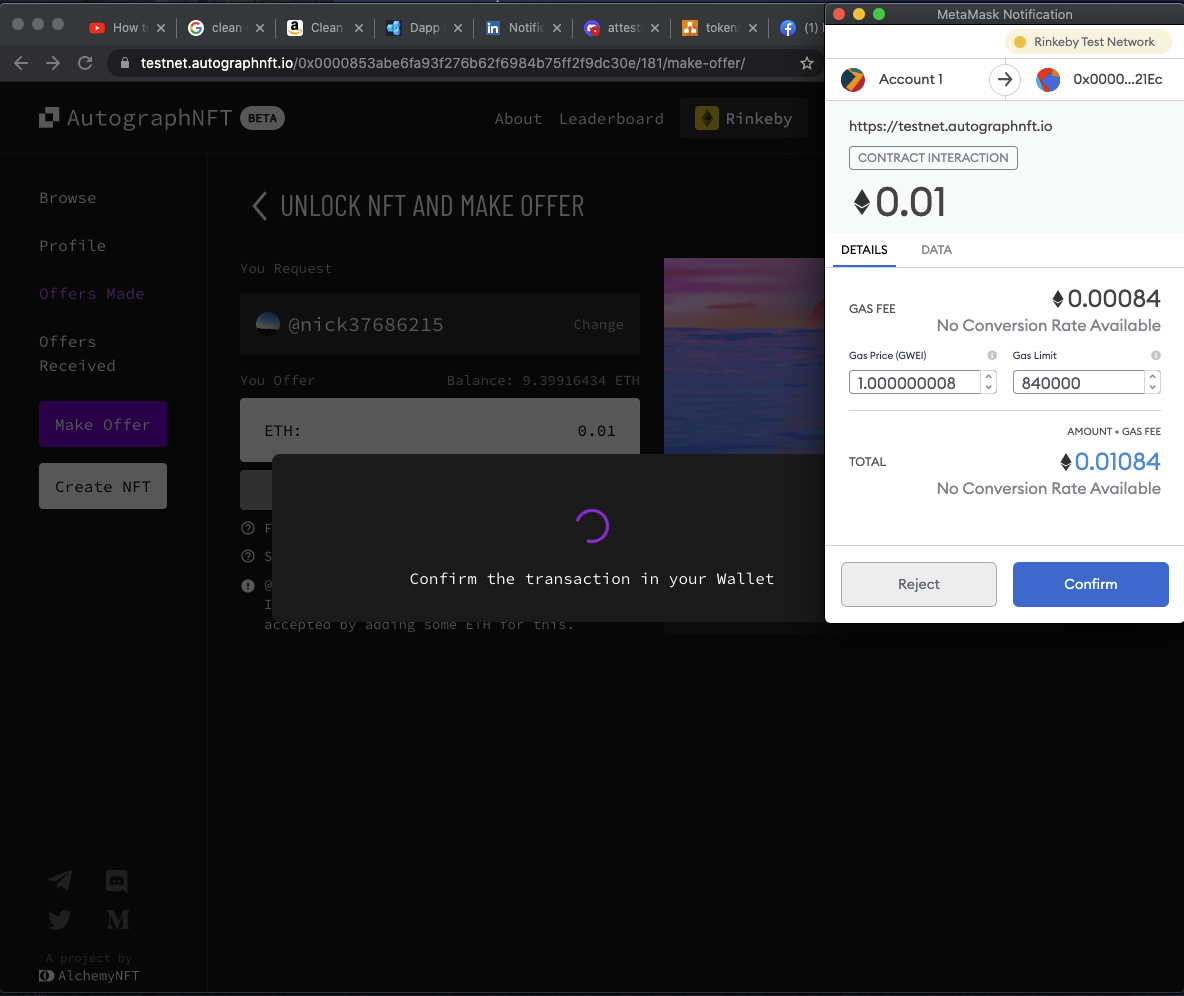 How t
clean
Clean
Dapp
Notific
attest
token
(1)
testnet.autographnft.io/0x0000853abe6fa93f276b62f6984b75ff2f9dc30e/181/make-offer/
AutographNFT BETA
About
Leaderboard
Rinkeby
Browse
Profile
Offers Made
Offers
Received
Make Offer
Create NFT
UNLOCK NFT AND MAKE OFFER
You Request
@nick37686215
Change
You Offer
Balance: 9.39916434 ETH
ETH:
0.01
F
S
@
I
accepted by adding some ETH for this.
Confirm the transaction in your Wallet
A project by
AlchemyNFT
MetaMask Notification
Rinkeby Test Network
Account 1
0x0000...21Ec
https://testnet.autographnft.io
CONTRACT INTERACTION
0.01
DETAILS
DATA
GAS FEE
0.00084
No Conversion Rate Available
Gas Price (GWEI)
Gas Limit
1.000000008
840000
AMOUNT + GAS FEE
TOTAL
0.01084
No Conversion Rate Available
Reject
Confirm